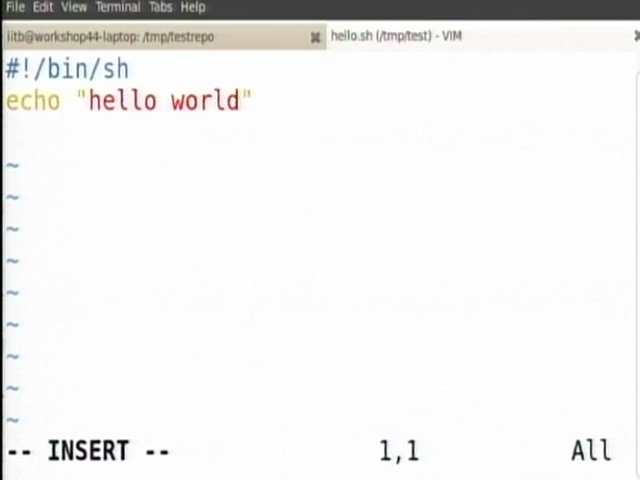 File Edit View Terminal Tabs Help
iitb@workshop44-laptop: /tmp/testrepo
hello.sh (/tmp/test) - VIM
#!/bin/sh
echo "hello world"
~
~
~
~
~
~
~
~
~
-- INSERT -- 1,1 All